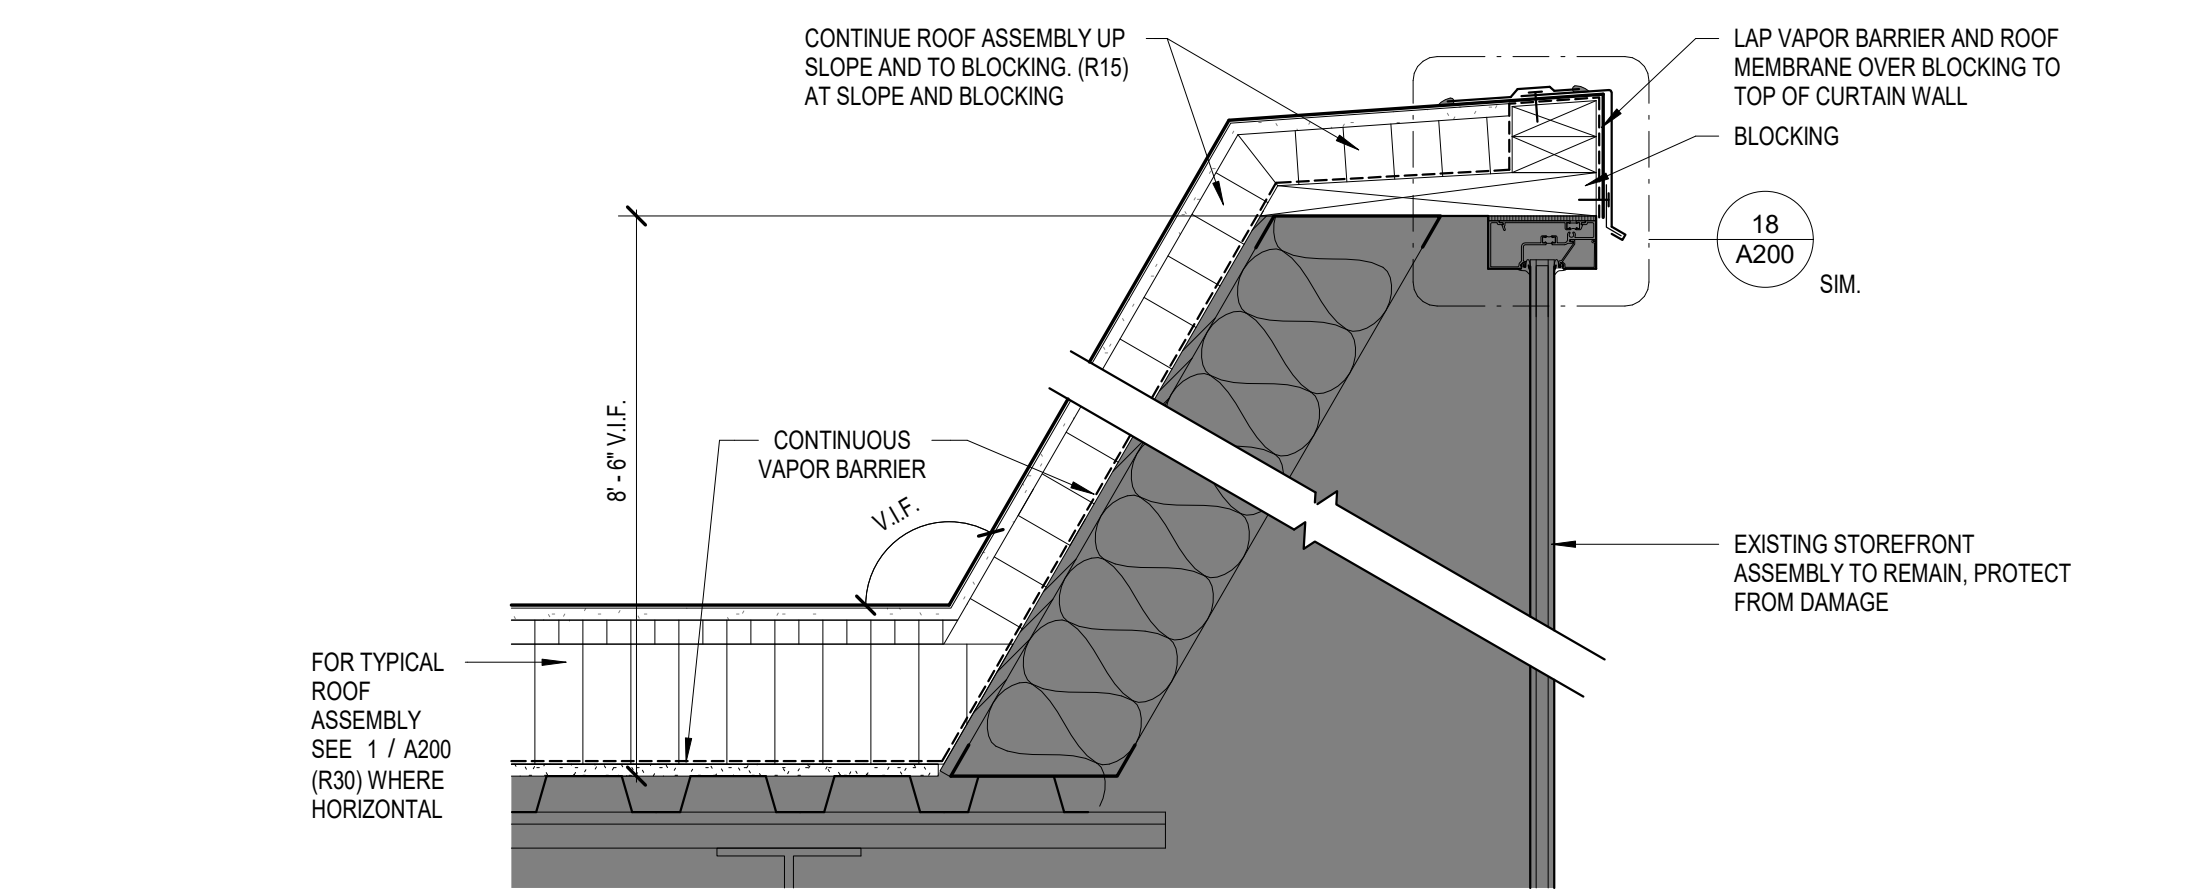 CONTINUE ROOF ASSEMBLY UP
SLOPE AND TO BLOCKING. (R15)
AT SLOPE AND BLOCKING
LAP VAPOR BARRIER AND ROOF
MEMBRANE OVER BLOCKING TO
TOP OF CURTAIN WALL
BLOCKING
18
A200
SIM.
8' - 6" V.I.F.
CONTINUOUS
VAPOR BARRIER
V.I.F.
EXISTING STOREFRONT
ASSEMBLY TO REMAIN, PROTECT
FROM DAMAGE
FOR TYPICAL
ROOF
ASSEMBLY
SEE 1 / A200
(R30) WHERE
HORIZONTAL